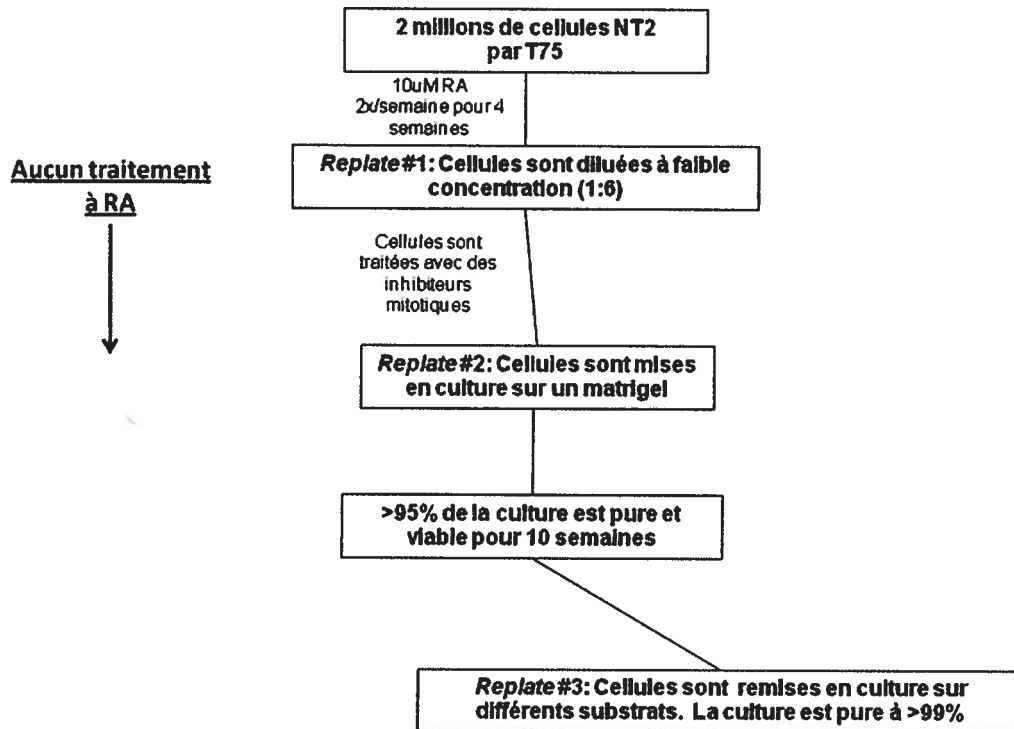 2 millions de cellules NT2
par T75
10uM RA
2x/semaine pour 4
semaines
Aucun traitement
à RA
Replate #1: Cellules sont diluées à faible
concentration (1:6)
Cellules sont
traitées avec des
inhibiteurs
mitotiques
Replate #2: Cellules sont mises
en culture sur un matrigel
>95% de la culture est pure et
viable pour 10 semaines
Replate #3: Cellules sont remises en culture sur
différents substrats. La culture est pure à >99%